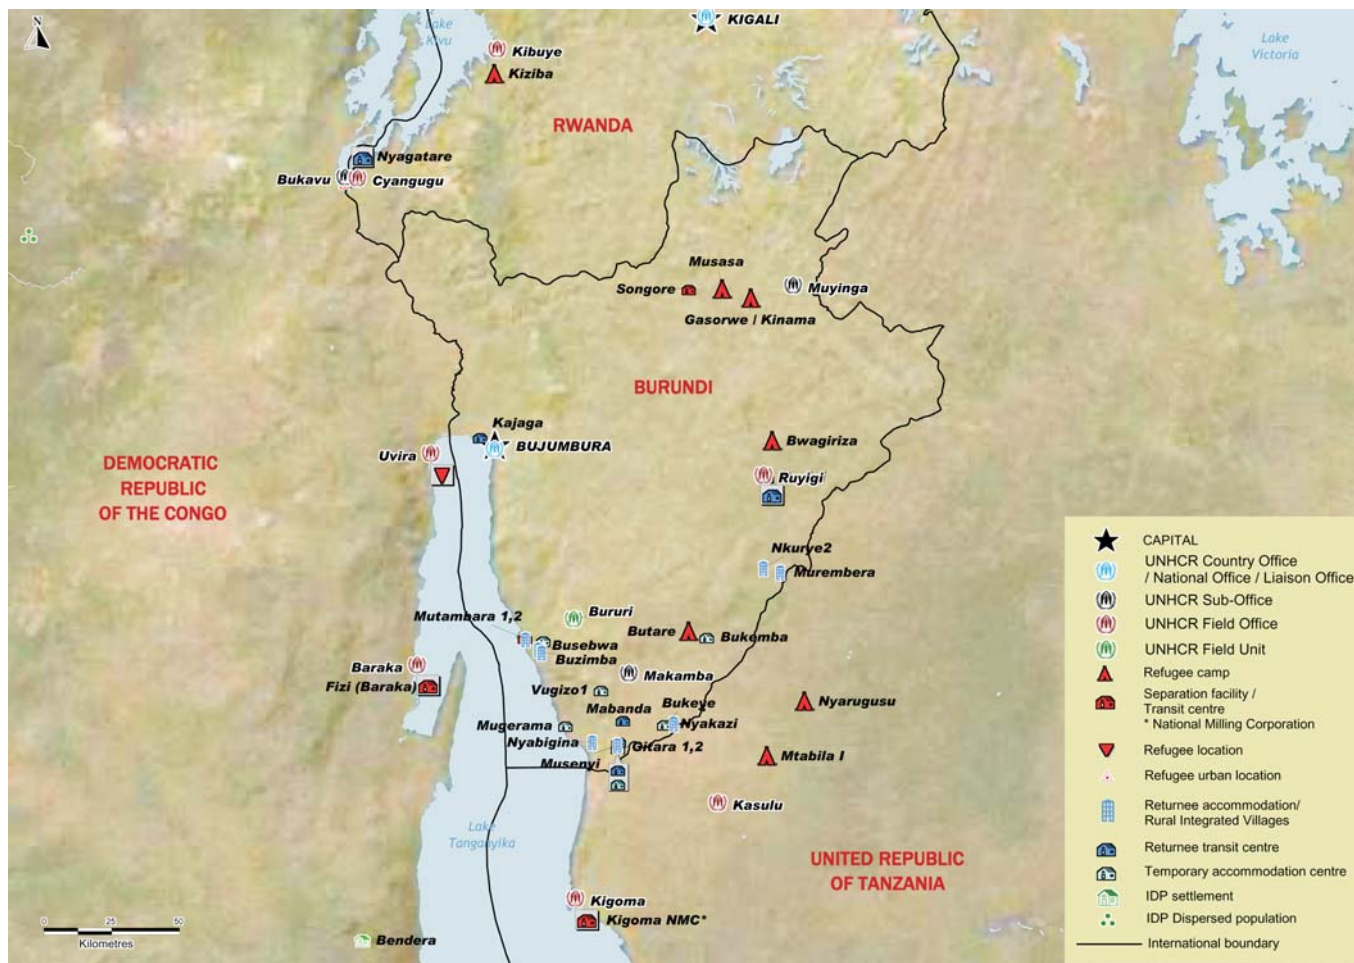 N
Lake
Kivu
KIGALI
Lake
Victoria
Kibuye
Kiziba
RWANDA
Nyagatare
Bukavu
Cyangugu
Musasa
Songore
Muyinga
Gasorwe / Kinama
BURUNDI
Kajaga
BUJUMBURA
Uvira
Bwagiriza
DEMOCRATIC
REPUBLIC
OF THE CONGO
Ruyigi
Nkurye2
Murembera
Mutambara 1,2
Bururi
Butare
Bukemba
Busebwa
Buzimba
Baraka
Fizi (Baraka)
Makamba
Vugizo1
Bukeye
Mabanda
Nyarugusu
Mugerama
Nyakazi
Nyabigina
Gitara 1,2
Musenyi
Mtabila I
Kasulu
Lake
Tanganyika
UNITED REPUBLIC
OF TANZANIA
Kigoma
Kigoma NMC*
Bendera
0 25 50
Kilometres
CAPITAL
UNHCR Country Office
/ National Office / Liaison Office
UNHCR Sub-Office
UNHCR Field Office
UNHCR Field Unit
Refugee camp
Separation facility /
Transit centre
* National Milling Corporation
Refugee location
Refugee urban location
Returnee accommodation/
Rural Integrated Villages
Returnee transit centre
Temporary accommodation centre
IDP settlement
IDP Dispersed population
International boundary